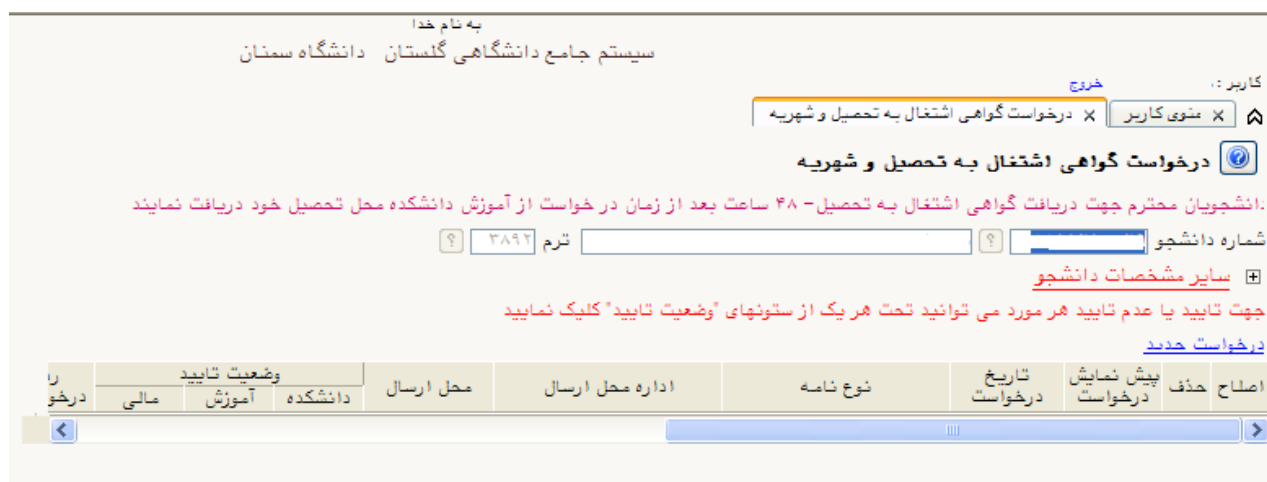 به نام خدا
سیستم جامع دانشگاهی گلستان دانشگاه سمنان
کاربر :
خروج
منوی کاربر
درخواست گواهی اشتغال به تحصیل و شهریه
درخواست گواهی اشتغال به تحصیل و شهریه
دانشجویان محترم جهت دریافت گواهی اشتغال به تحصیل- ۴۸ ساعت بعد از زمان در خواست از آموزش دانشکده محل تحصیل خود دریافت نمایند
شماره دانشجو ؟ ترم ۳۸۹۲ ؟
سایر مشخصات دانشجو
جهت تایید یا عدم تایید هر مورد می توانید تحت هر یک از ستونهای "وضعیت تایید" کلیک نمایید
درخواست جدید
اصلاح حذف پیش نمایش درخواست تاریخ درخواست نوع نامه اداره محل ارسال محل ارسال وضعیت تایید
دانشکده آموزش مالی